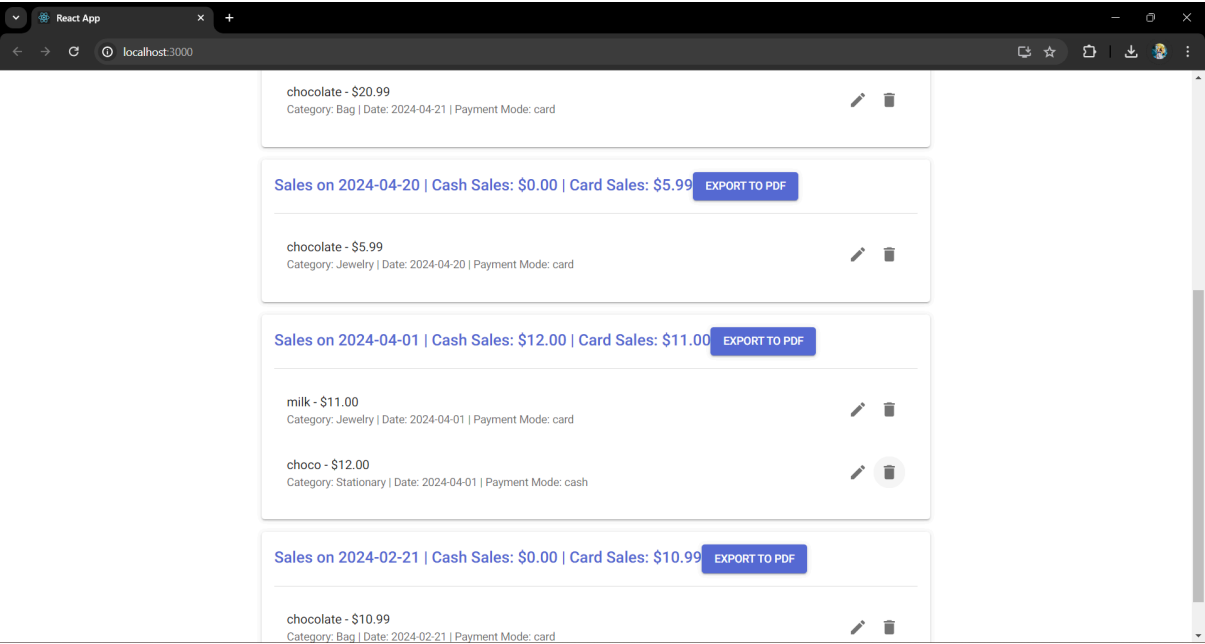 React App
localhost:3000
chocolate - $20.99
Category: Bag | Date: 2024-04-21 | Payment Mode: card
Sales on 2024-04-20 | Cash Sales: $0.00 | Card Sales: $5.99 EXPORT TO PDF
chocolate - $5.99
Category: Jewelry | Date: 2024-04-20 | Payment Mode: card
Sales on 2024-04-01 | Cash Sales: $12.00 | Card Sales: $11.00 EXPORT TO PDF
milk - $11.00
Category: Jewelry | Date: 2024-04-01 | Payment Mode: card
choco - $12.00
Category: Stationary | Date: 2024-04-01 | Payment Mode: cash
Sales on 2024-02-21 | Cash Sales: $0.00 | Card Sales: $10.99 EXPORT TO PDF
chocolate - $10.99
Category: Bag | Date: 2024-02-21 | Payment Mode: card